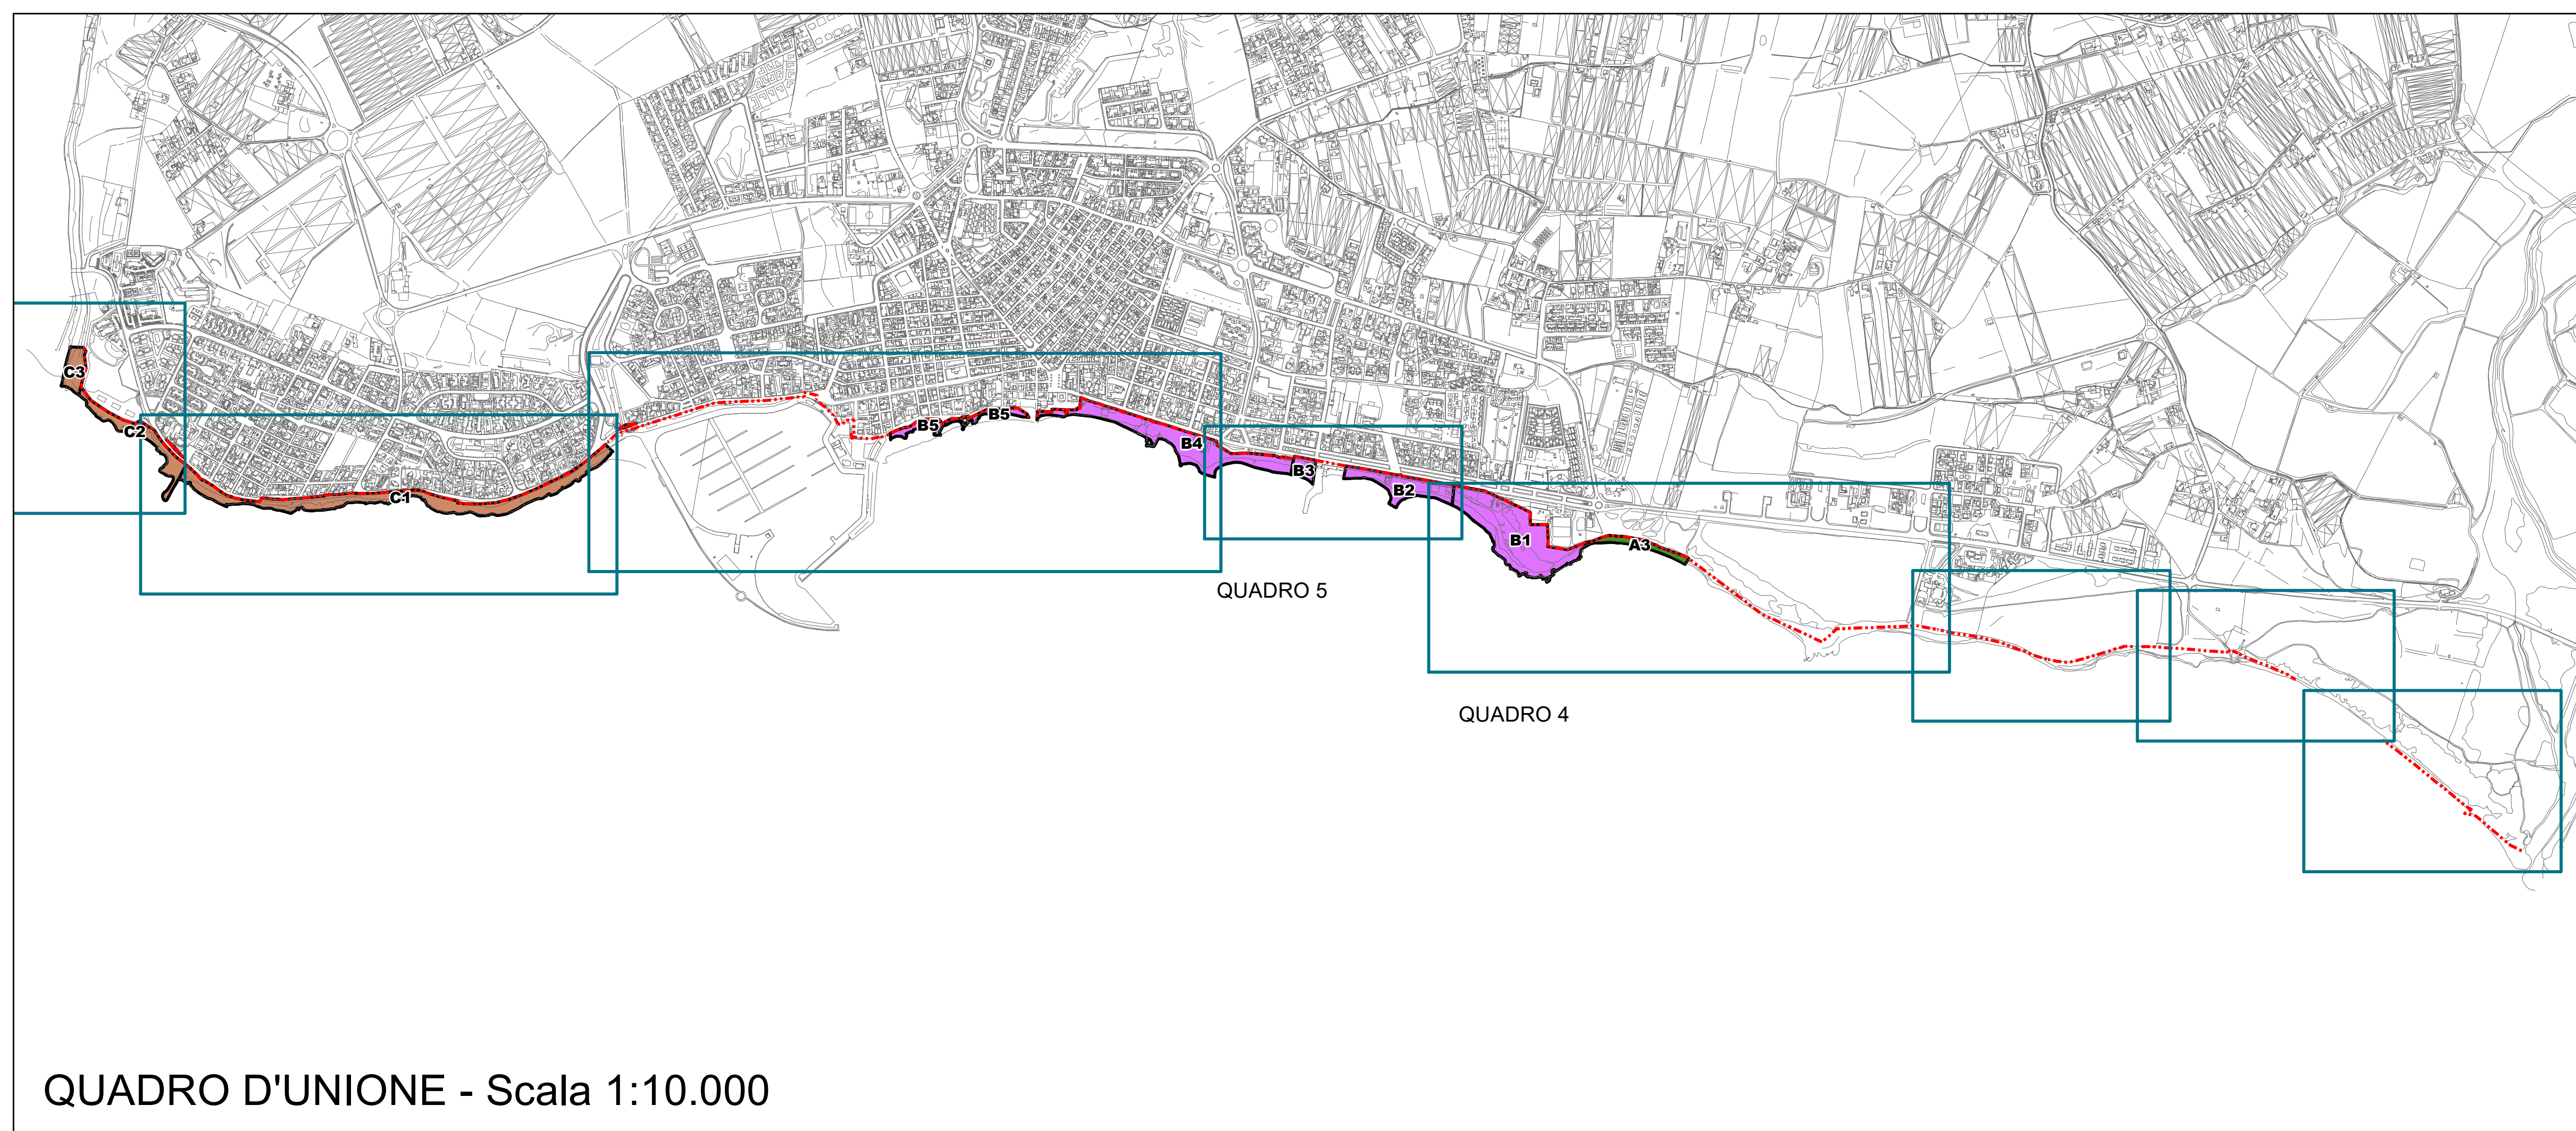 C3
C2
C1
B5
B5
B4
B3
B2
B1
A3
QUADRO 5
QUADRO 4
QUADRO D'UNIONE - Scala 1:10.000